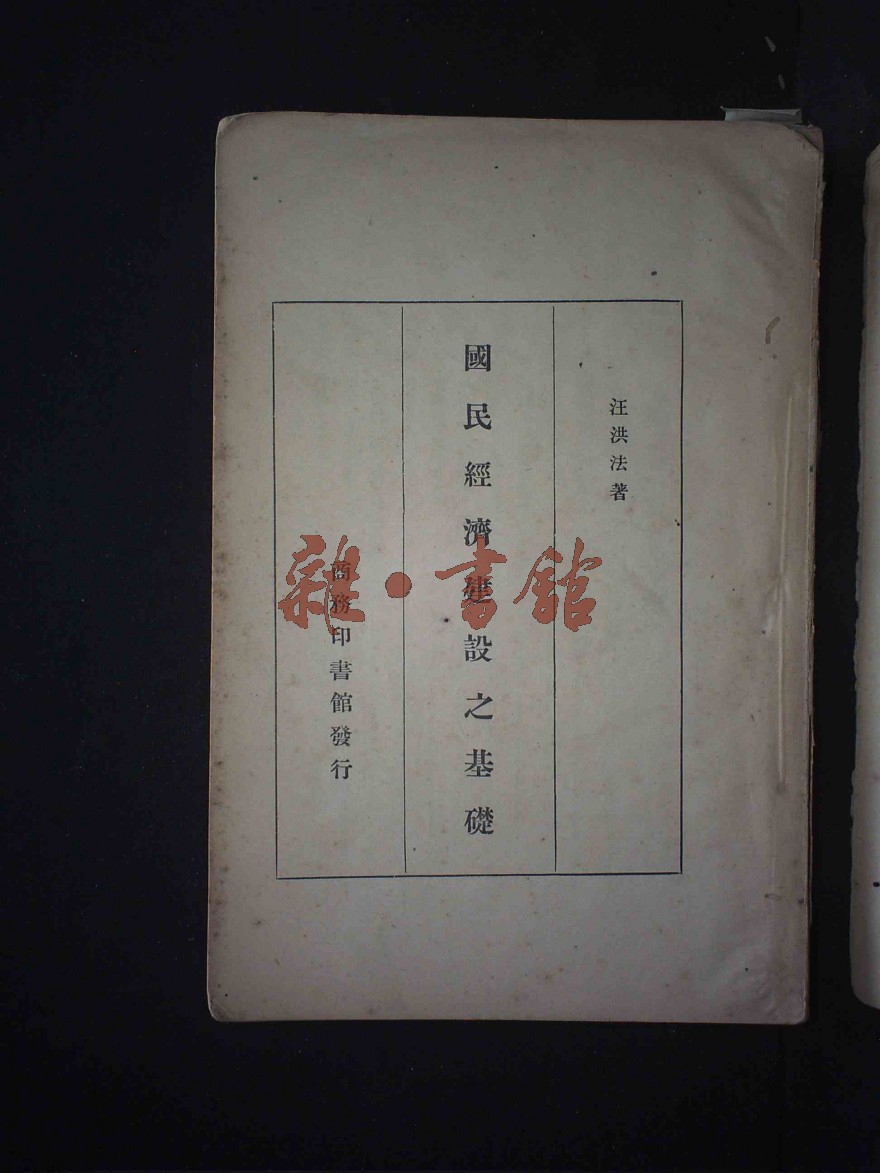 汪洪法著
國民經濟建設之基礎
商務印書館發行
雜·書館